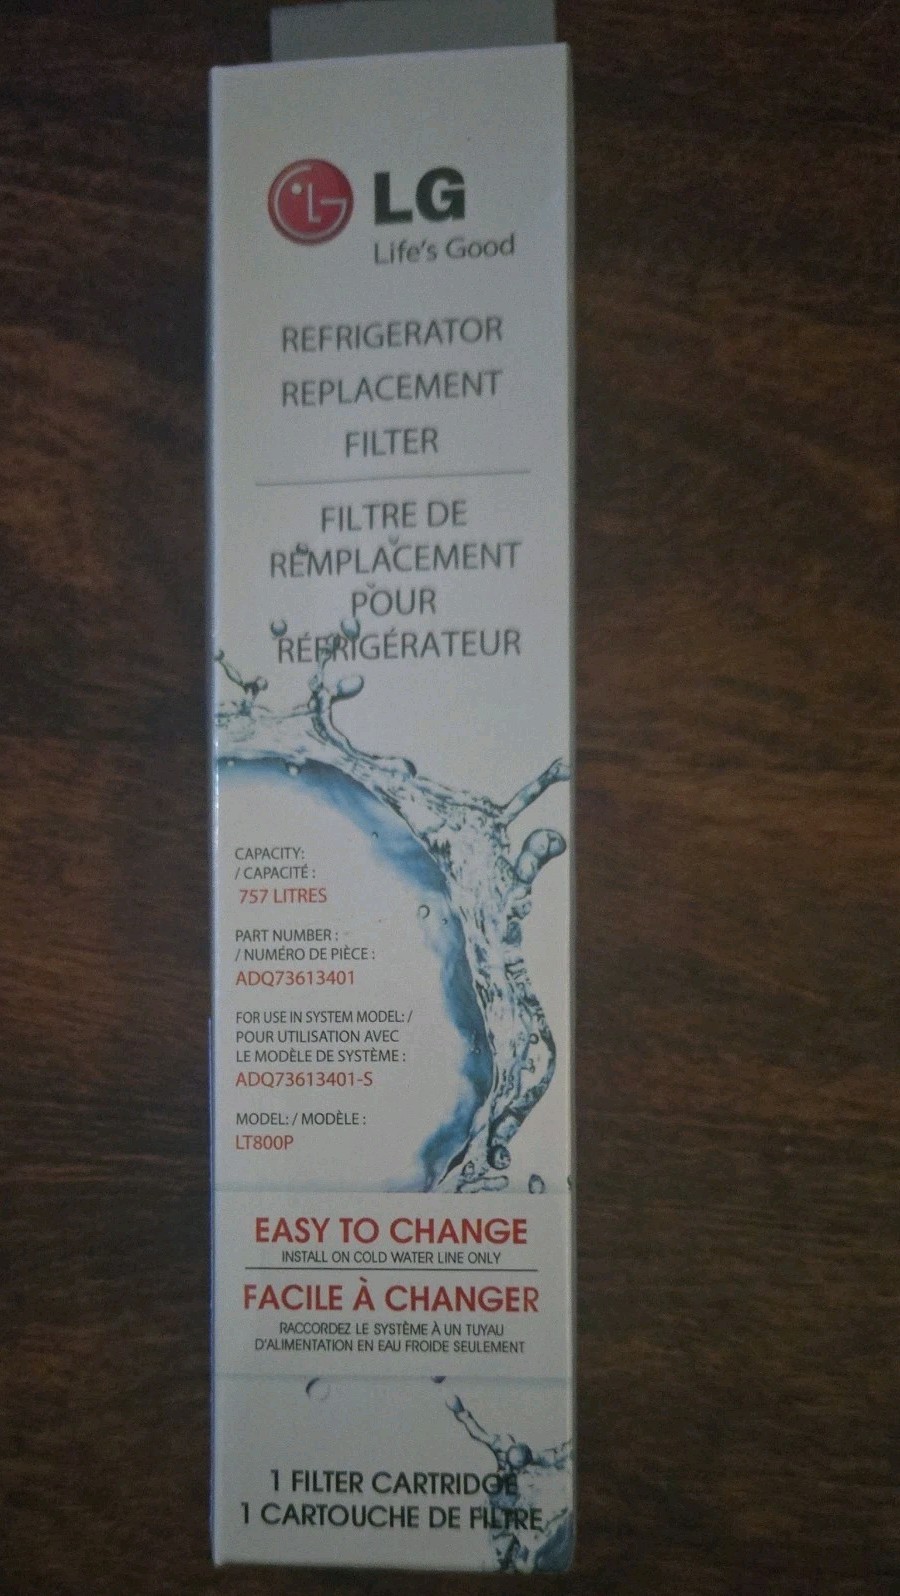 LG
Life's Good
REFRIGERATOR
REPLACEMENT
FILTER
FILTRE DE
REMPLACEMENT
POUR
RÉFRIGÉRATEUR
CAPACITY:
/ CAPACITÉ :
757 LITRES
PART NUMBER :
/ NUMÉRO DE PIÈCE :
ADQ73613401
FOR USE IN SYSTEM MODEL: /
POUR UTILISATION AVEC
LE MODÈLE DE SYSTÈME :
ADQ73613401-S
MODEL: / MODÈLE :
LT800P
EASY TO CHANGE
INSTALL ON COLD WATER LINE ONLY
FACILE À CHANGER
RACCORDEZ LE SYSTÈME À UN TUYAU
D'ALIMENTATION EN EAU FROIDE SEULEMENT
1 FILTER CARTRIDGE
1 CARTOUCHE DE FILTRE